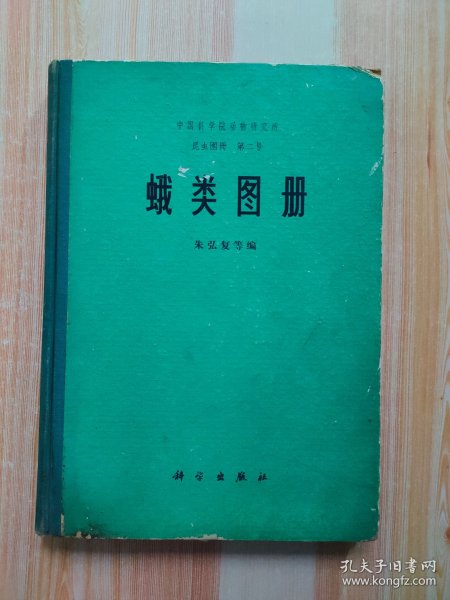 中国科学院动物研究所
昆虫图册 第二号
蛾类图册
朱弘复等编
科学出版社
孔夫子旧书网
www.kongfz.com